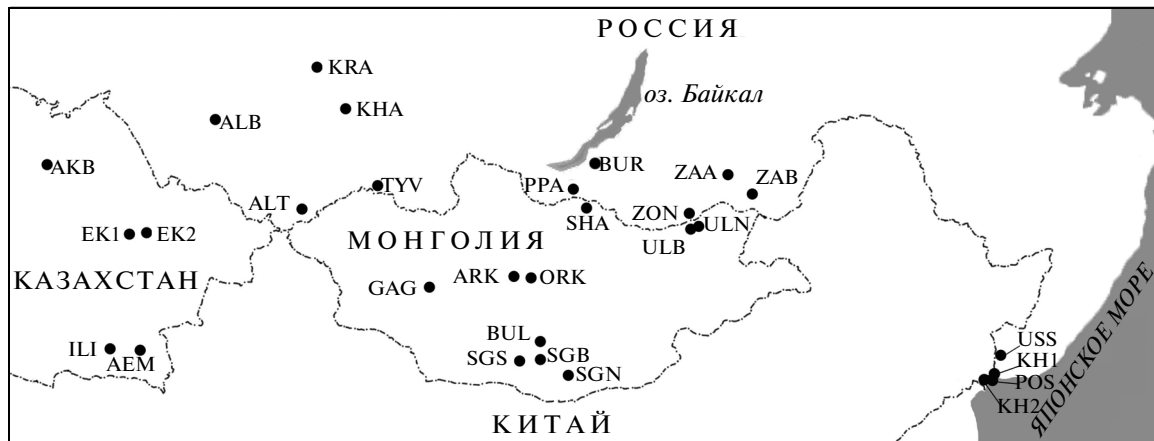 РОССИЯ
KRA
оз. Байкал
KHA
ALB
AKB
BUR
ZAA
ZAB
TYV
PPA
ALT
SHA
ZON
ULN
EK1
EK2
МОНГОЛИЯ
ULB
КАЗАХСТАН
ARK
ORK
GAG
ILI
AEM
BUL
SGS
SGB
SGN
USS
KH1
POS
KH2
ЯПОНСКОЕ МОРЕ
КИТАЙ